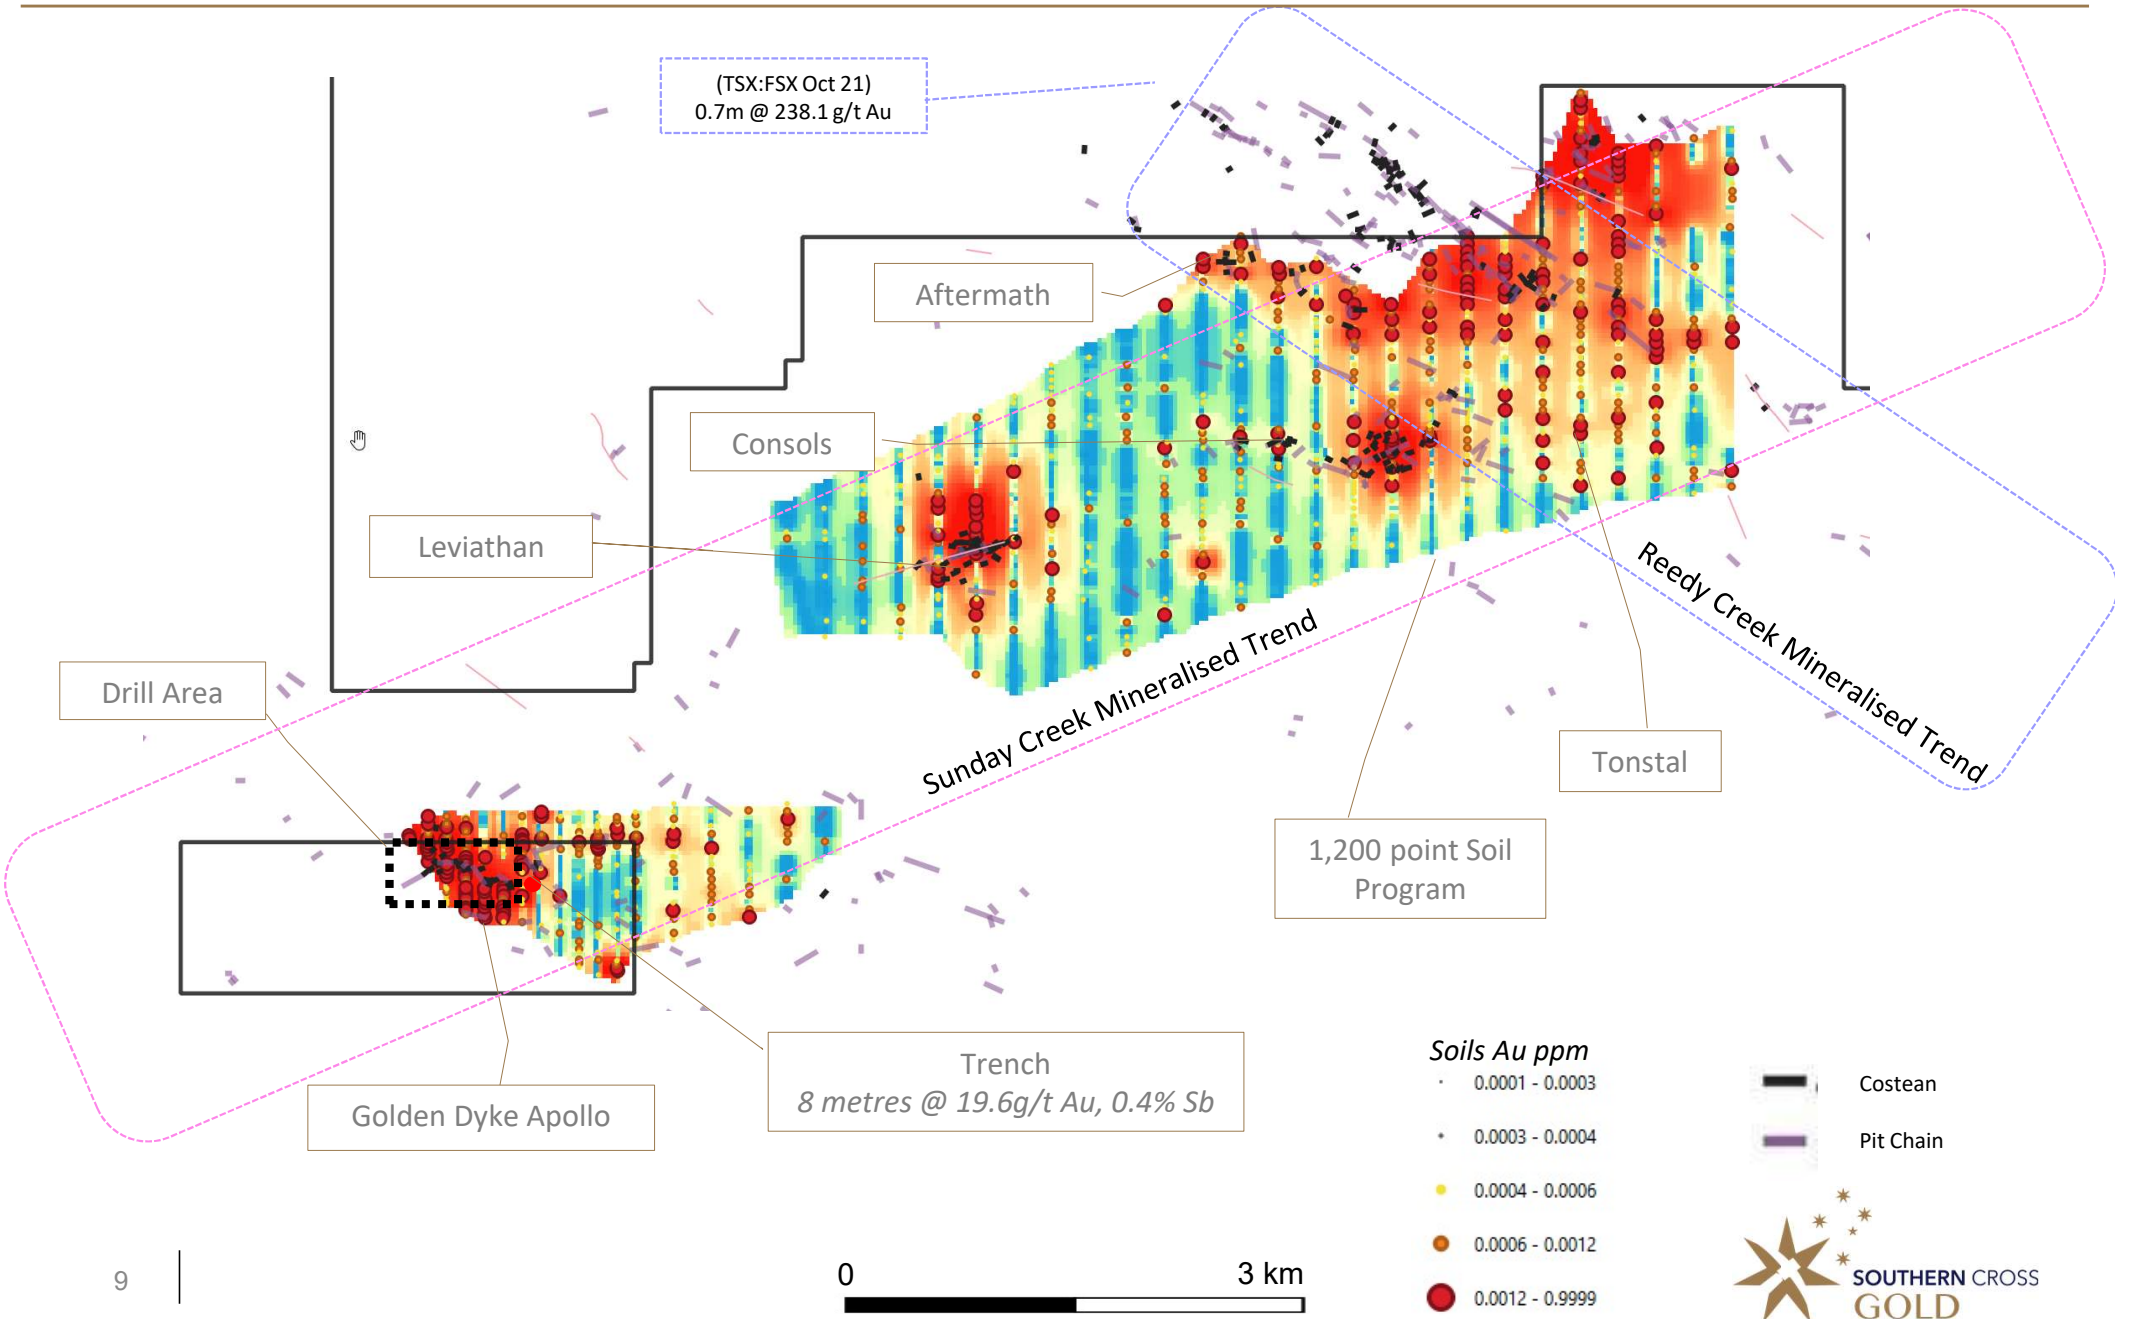 (TSX:FSX Oct 21)
0.7m @ 238.1 g/t Au
Aftermath
Consols
Leviathan
Drill Area
Sunday Creek Mineralised Trend
Reedy Creek Mineralised Trend
Tonstal
1,200 point Soil
Program
Trench
8 metres @ 19.6g/t Au, 0.4% Sb
Golden Dyke Apollo
Soils Au ppm
0.0001 - 0.0003
0.0003 - 0.0004
0.0004 - 0.0006
0.0006 - 0.0012
0.0012 - 0.9999
Costean
Pit Chain
0 3 km
9
SOUTHERN CROSS
GOLD